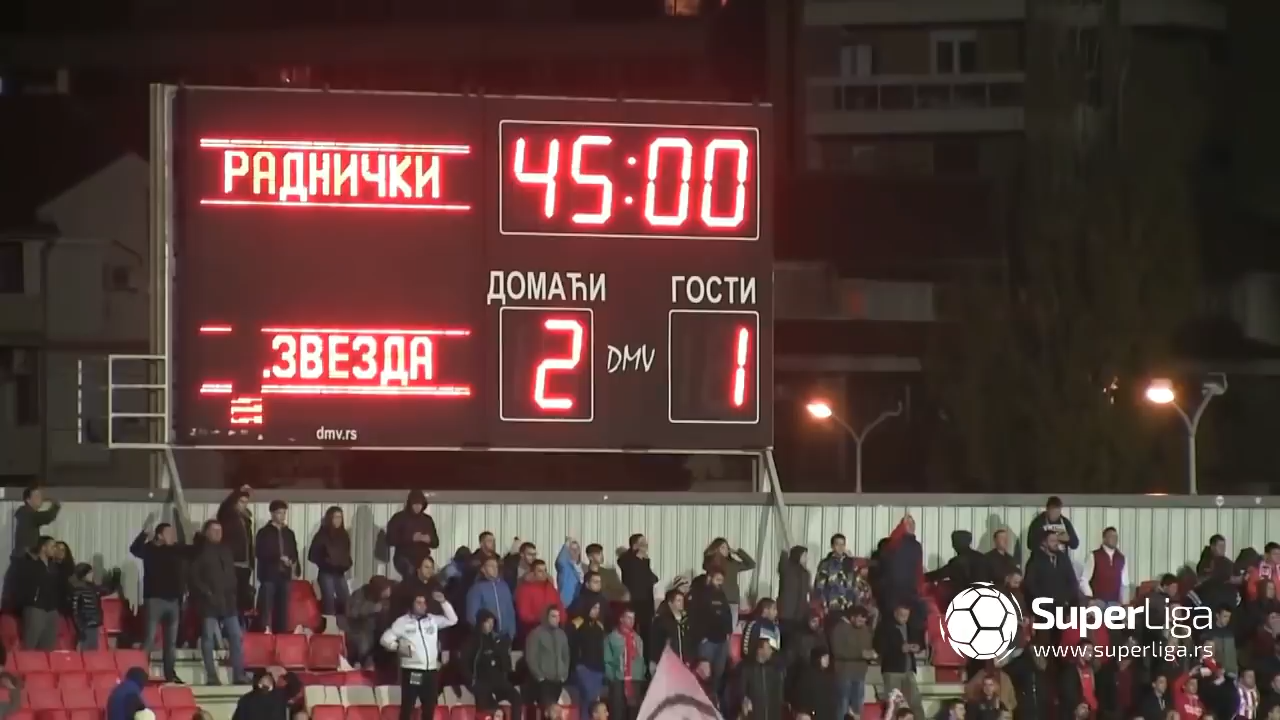 РАДНИЧКИ
45:00
ДОМАЋИ
ГОСТИ
.ЗВЕЗДА
2
DMV
1
dmv.rs
SuperLiga
www.superliga.rs